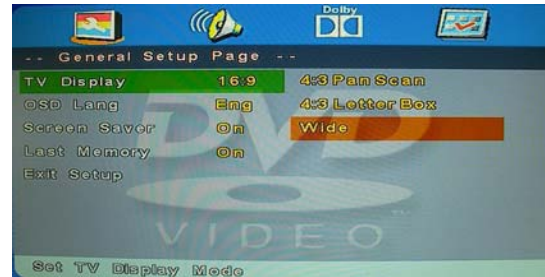 Dolby
-- General Setup Page --
TV Display 16:9
OSD Lang Eng
Screen Saver On
Last Memory On
Exit Setup
4:3 Pan Scan
4:3 Letter Box
Wide
DVD
VIDEO
Set TV Display Mode